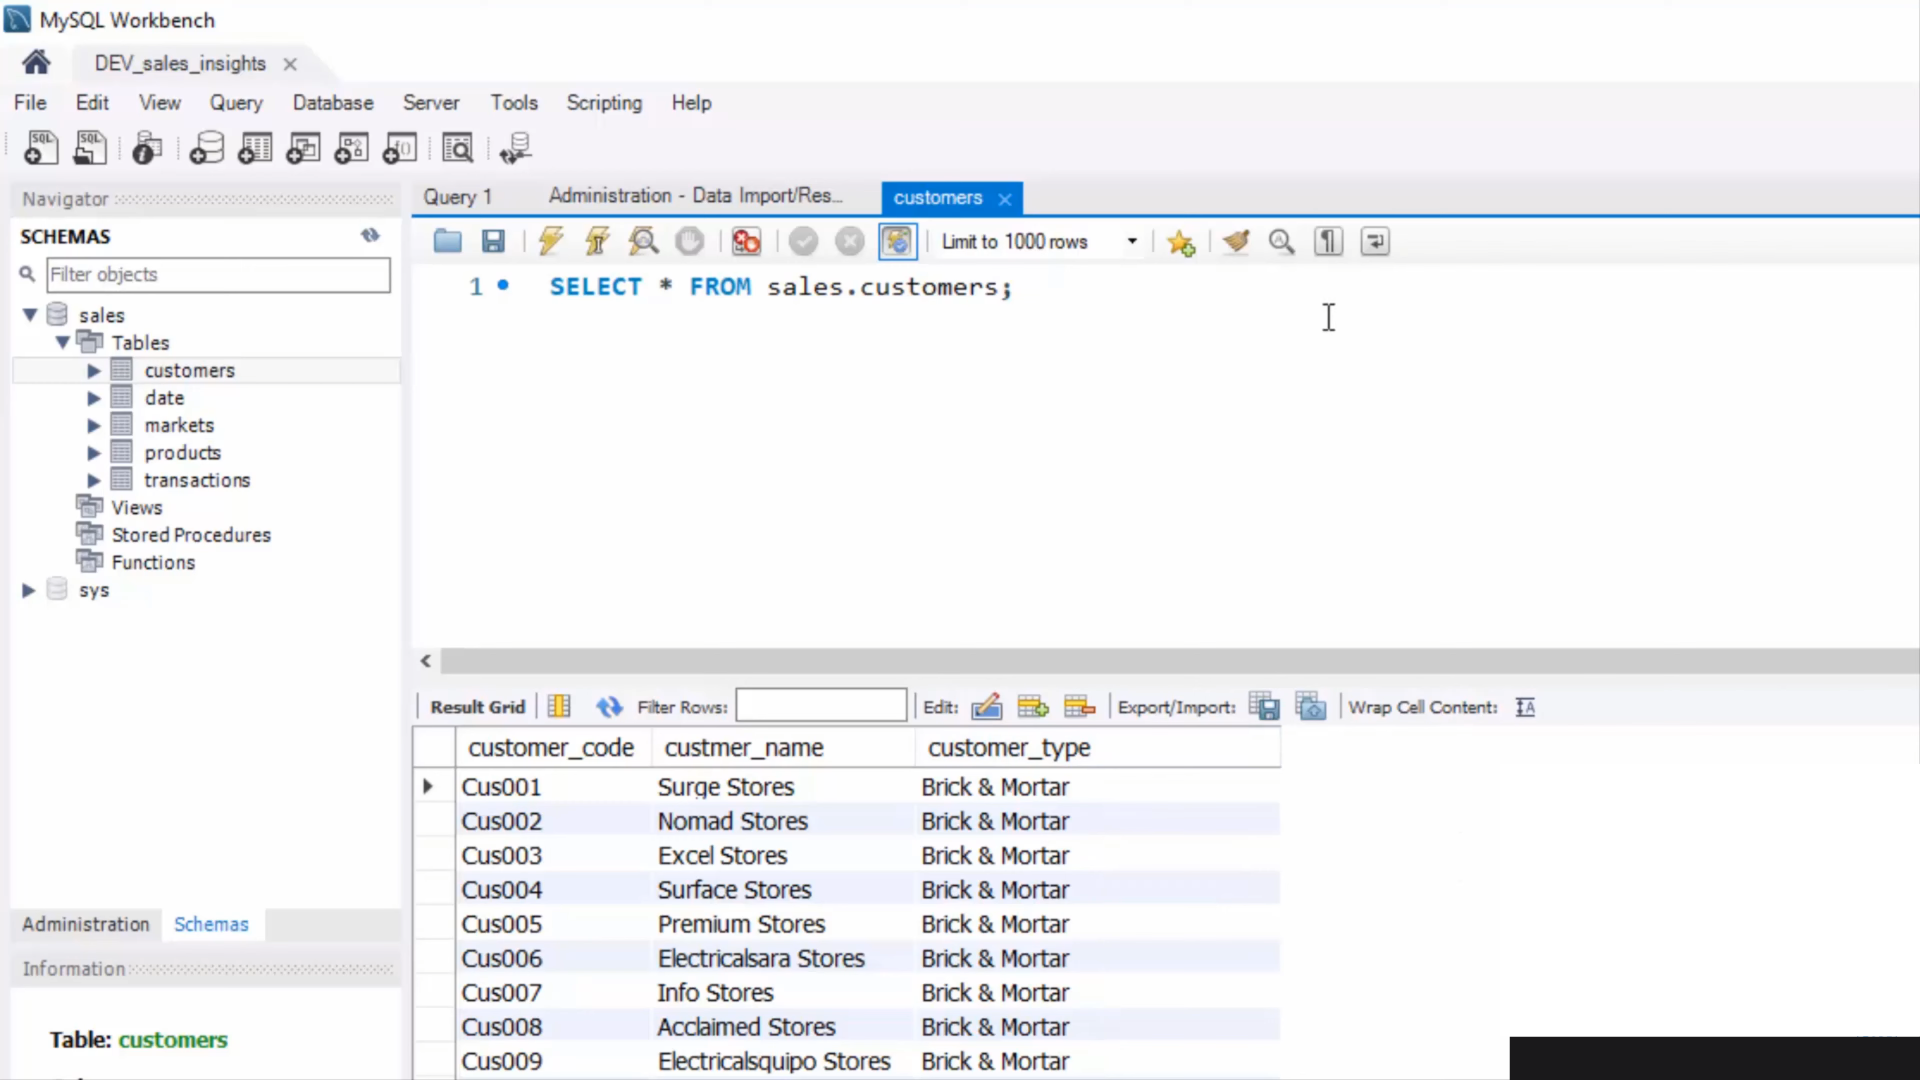 MySQL Workbench
DEV_sales_insights
File Edit View Query Database Server Tools Scripting Help
Navigator
SCHEMAS
Filter objects
sales
Tables
customers
date
markets
products
transactions
Views
Stored Procedures
Functions
sys
Administration Schemas
Information
Table: customers
Query 1 Administration - Data Import/Res... customers
Limit to 1000 rows
1 SELECT * FROM sales.customers;
Result Grid Filter Rows: Edit: Export/Import: Wrap Cell Content:
customer_code custmer_name customer_type
Cus001 Surge Stores Brick & Mortar
Cus002 Nomad Stores Brick & Mortar
Cus003 Excel Stores Brick & Mortar
Cus004 Surface Stores Brick & Mortar
Cus005 Premium Stores Brick & Mortar
Cus006 Electricalsara Stores Brick & Mortar
Cus007 Info Stores Brick & Mortar
Cus008 Acclaimed Stores Brick & Mortar
Cus009 Electricalsquipo Stores Brick & Mortar